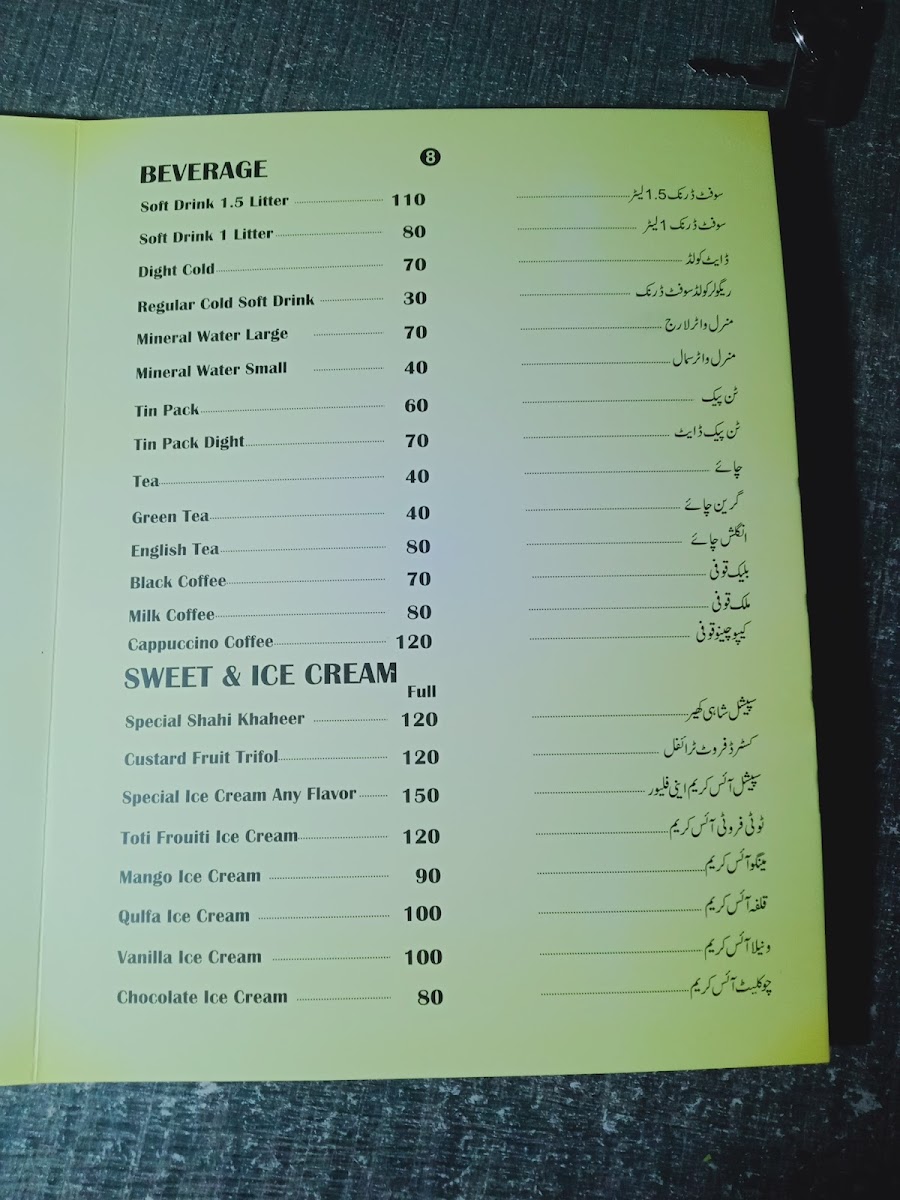 BEVERAGE 8
Soft Drink 1.5 Litter 110 سوفٹ ڈرنک 1.5 لیٹر
Soft Drink 1 Litter 80 سوفٹ ڈرنک 1 لیٹر
Dight Cold 70 ڈایٹ کولڈ
Regular Cold Soft Drink 30 ریگولر کولڈ سوفٹ ڈرنک
Mineral Water Large 70 منرل واٹر لارج
Mineral Water Small 40 منرل واٹر سمال
Tin Pack 60 ٹن پیک
Tin Pack Dight 70 ٹن پیک ڈایٹ
Tea 40 چائے
Green Tea 40 گرین چائے
English Tea 80 انگلش چائے
Black Coffee 70 بلیک قوفی
Milk Coffee 80 ملک قوفی
Cappuccino Coffee 120 کیپوچینو قوفی
SWEET & ICE CREAM
Full
Special Shahi Khaheer 120 سپیشل شاہی کھیر
Custard Fruit Trifol 120 کسٹرڈ فروٹ ٹرائفل
Special Ice Cream Any Flavor 150 سپیشل آئس کریم اینی فلیور
Toti Frouiti Ice Cream 120 ٹوٹی فروٹی آئس کریم
Mango Ice Cream 90 مینگو آئس کریم
Qulfa Ice Cream 100 قلفہ آئس کریم
Vanilla Ice Cream 100 ونیلا آئس کریم
Chocolate Ice Cream 80 چوکلیٹ آئس کریم